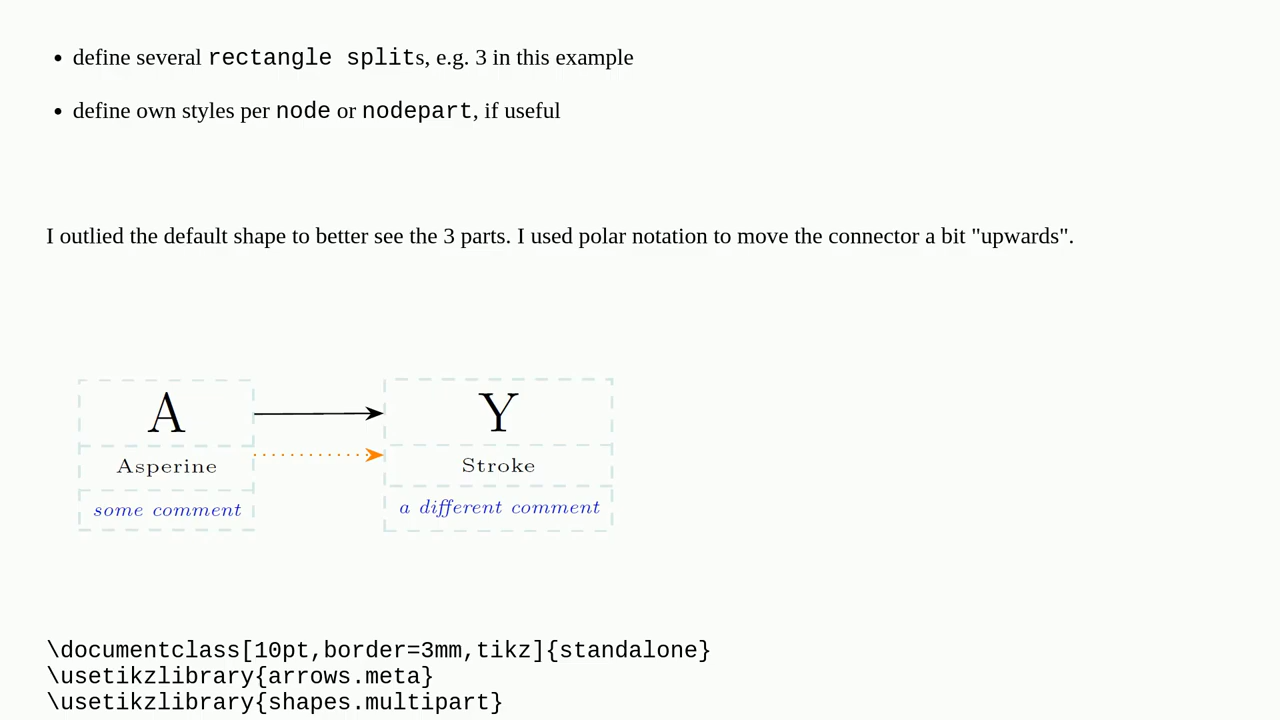 • define several rectangle splits, e.g. 3 in this example
• define own styles per node or nodepart, if useful
I outlied the default shape to better see the 3 parts. I used polar notation to move the connector a bit "upwards".
A Y
Asperine Stroke
some comment a different comment
\documentclass[10pt,border=3mm,tikz]{standalone}
\usetikzlibrary{arrows.meta}
\usetikzlibrary{shapes.multipart}